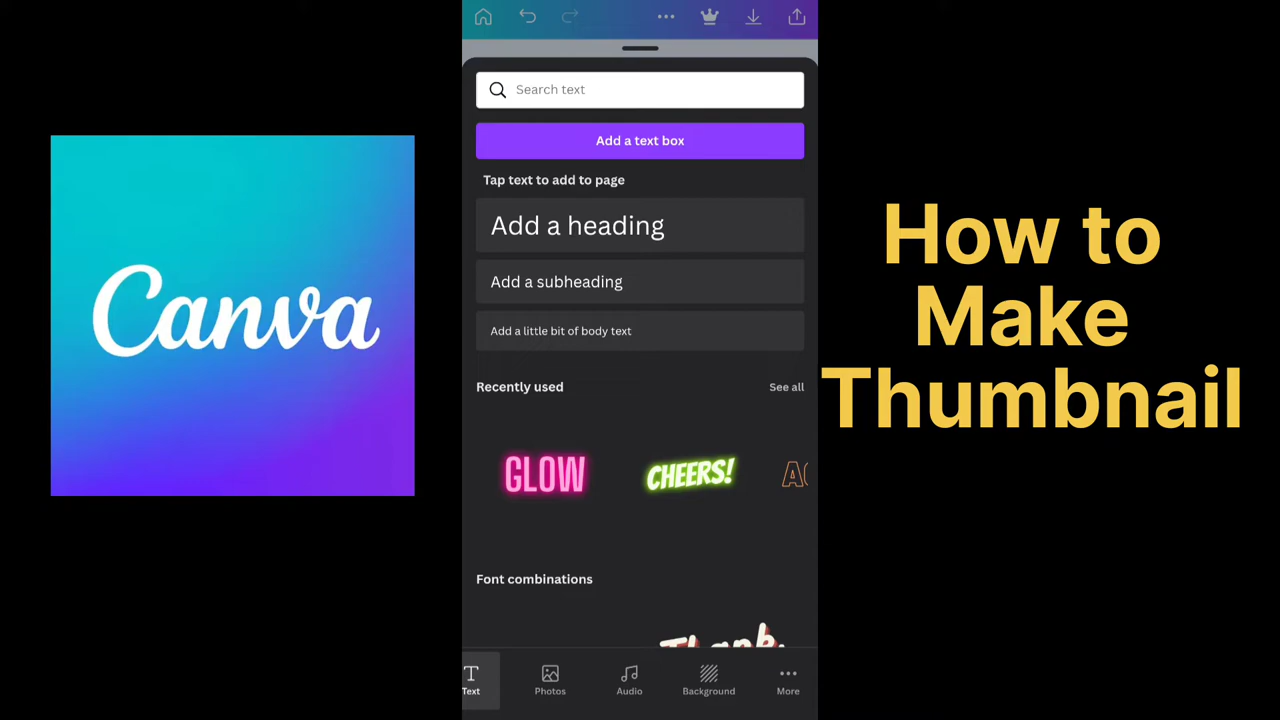 Canva
Search text
Add a text box
Tap text to add to page
Add a heading
Add a subheading
Add a little bit of body text
Recently used
See all
GLOW
CHEERS!
Font combinations
Thank
Text
Photos
Audio
Background
More
How to
Make
Thumbnail